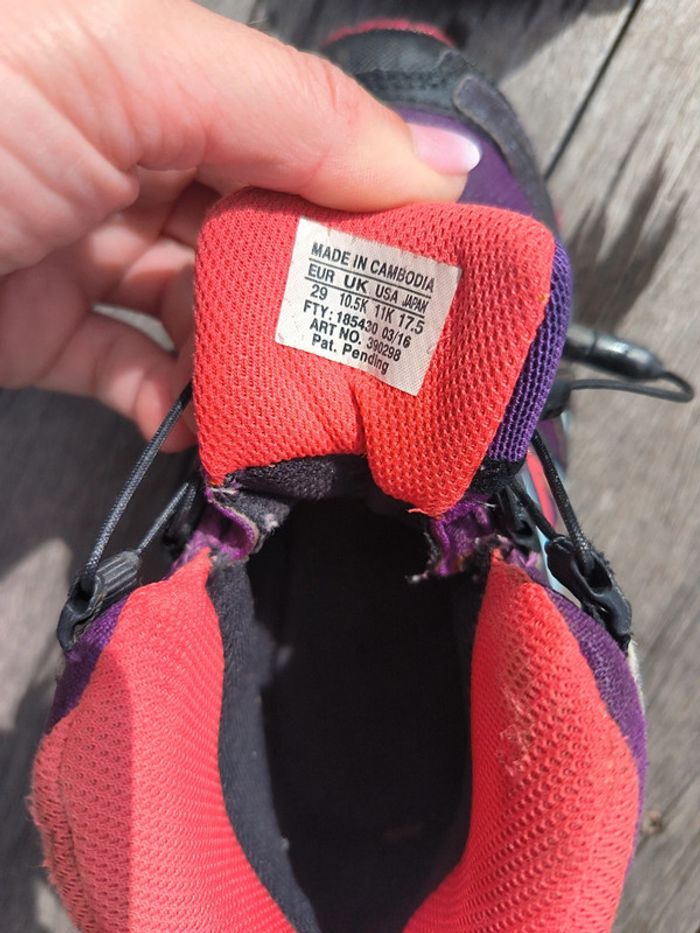 MADE IN CAMBODIA
EUR UK USA JAPAN
29 10.5K 11K 17.5
FTY: 185430 03/16
ART NO. 390298
Pat. Pending